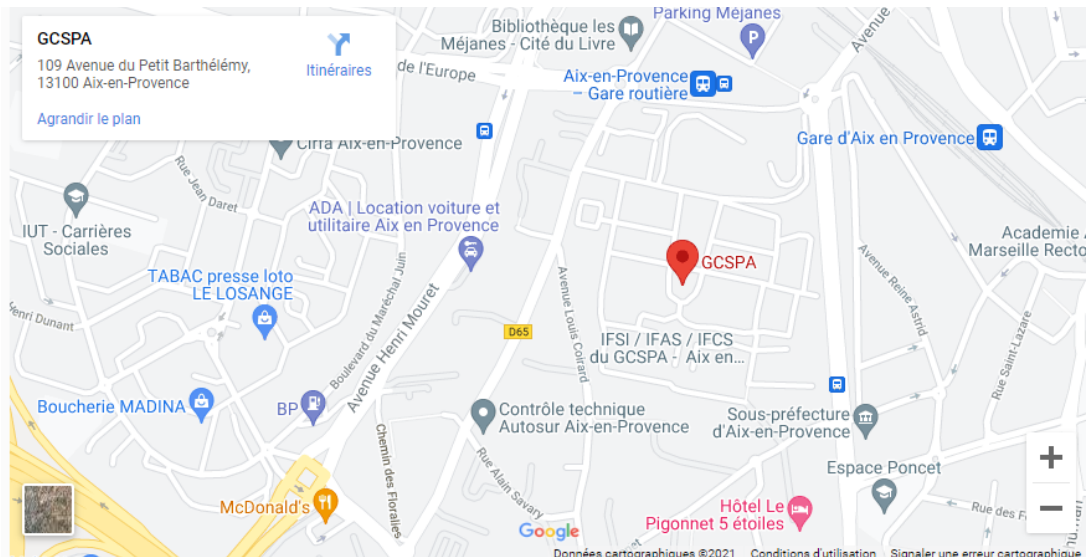 GCSPA
109 Avenue du Petit Barthélémy,
13100 Aix-en-Provence
Itinéraires
Agrandir le plan
Bibliothèque les
Méjanes - Cité du Livre
Parking Méjanes
Avenue
de l'Europe
Aix-en-Provence
– Gare routière
Gare d'Aix en Provence
Cirra Aix-en-Provence
Rue Jean Daret
IUT - Carrières
Sociales
ADA | Location voiture et
utilitaire Aix en Provence
Academie
Marseille Recto
GCSPA
TABAC presse loto
LE LOSANGE
Boulevard du Maréchal Juin
Avenue Henri Mouret
Avenue Louis Coirard
Avenue Reine Astrid
Rue Saint-Lazare
Henri Dunant
D65
IFSI / IFAS / IFCS
du GCSPA - Aix en...
Boucherie MADINA
BP
Contrôle technique
Autosur Aix-en-Provence
Sous-préfecture
d'Aix-en-Provence
Chemin des Floralies
Rue Alain Savary
Espace Poncet
McDonald's
Hôtel Le
Pigonnet 5 étoiles
Rue des
Google
Données cartographiques ©2021 Conditions d'utilisation Signaler une erreur cartographique